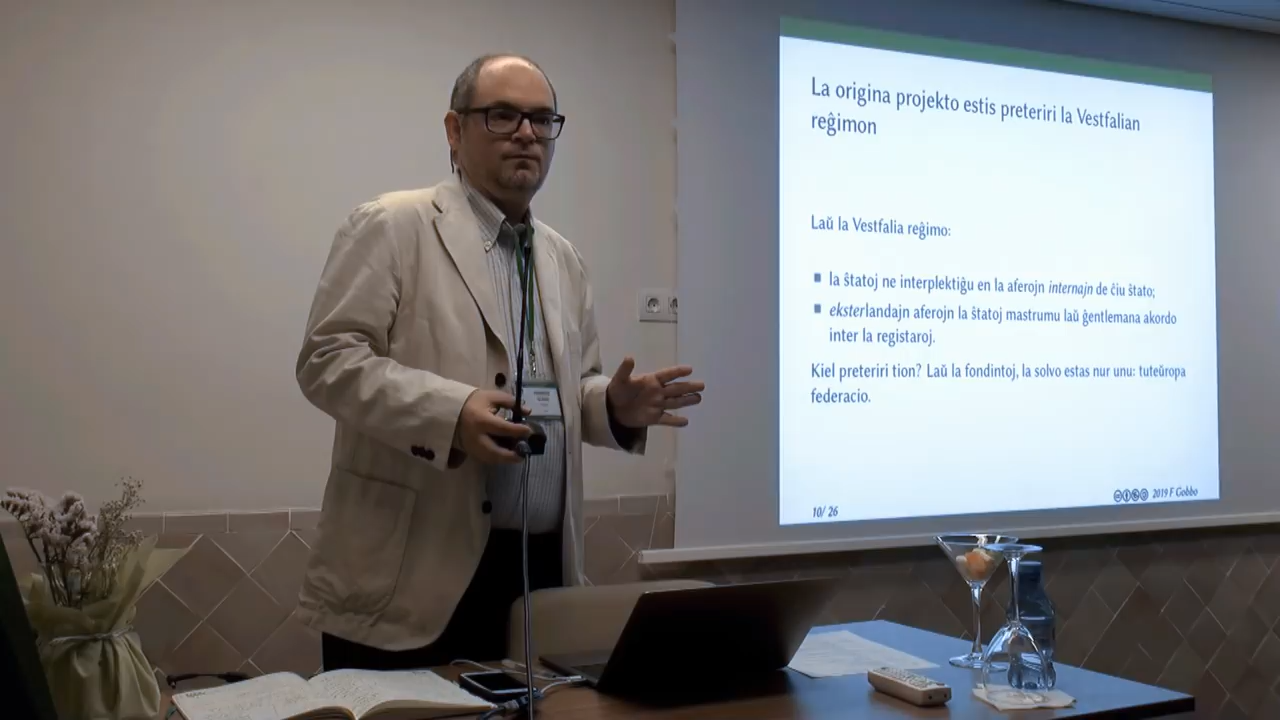 La origina projekto estis preteriri la Vestfalian
reĝimon
Laŭ la Vestfalia reĝimo:
la ŝtatoj ne interplektiĝu en la aferojn internajn de ĉiu ŝtato;
eksterlandajn aferojn la ŝtatoj mastrumu laŭ ĝentlemana akordo
inter la registaroj.
Kiel preteriri tion? Laŭ la fondintoj, la solvo estas nur unu: tuteŭropa
federacio.
10/ 26
2019 F Gobbo